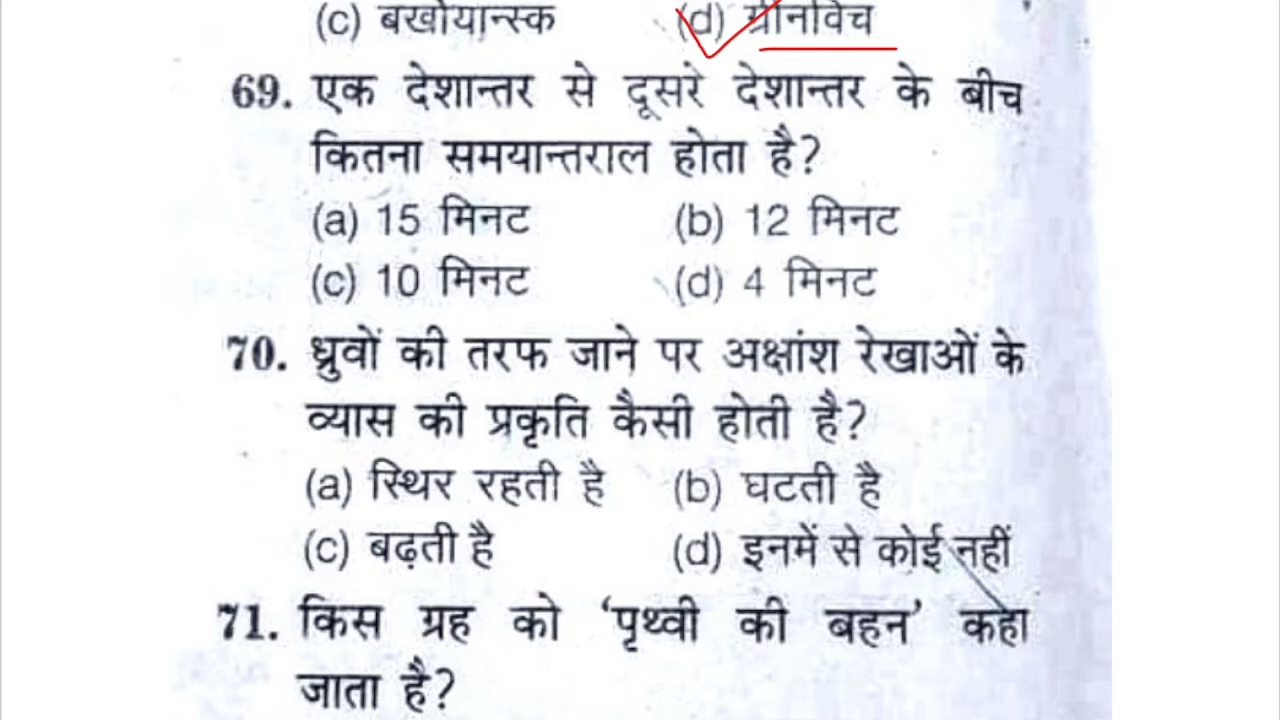 (c) बर्खोयान्स्क (d) ग्रीनविच
69. एक देशान्तर से दूसरे देशान्तर के बीच
कितना समयान्तराल होता है?
(a) 15 मिनट (b) 12 मिनट
(c) 10 मिनट (d) 4 मिनट
70. ध्रुवों की तरफ जाने पर अक्षांश रेखाओं के
व्यास की प्रकृति कैसी होती है?
(a) स्थिर रहती है (b) घटती है
(c) बढ़ती है (d) इनमें से कोई नहीं
71. किस ग्रह को ‘पृथ्वी की बहन’ कहा
जाता है?